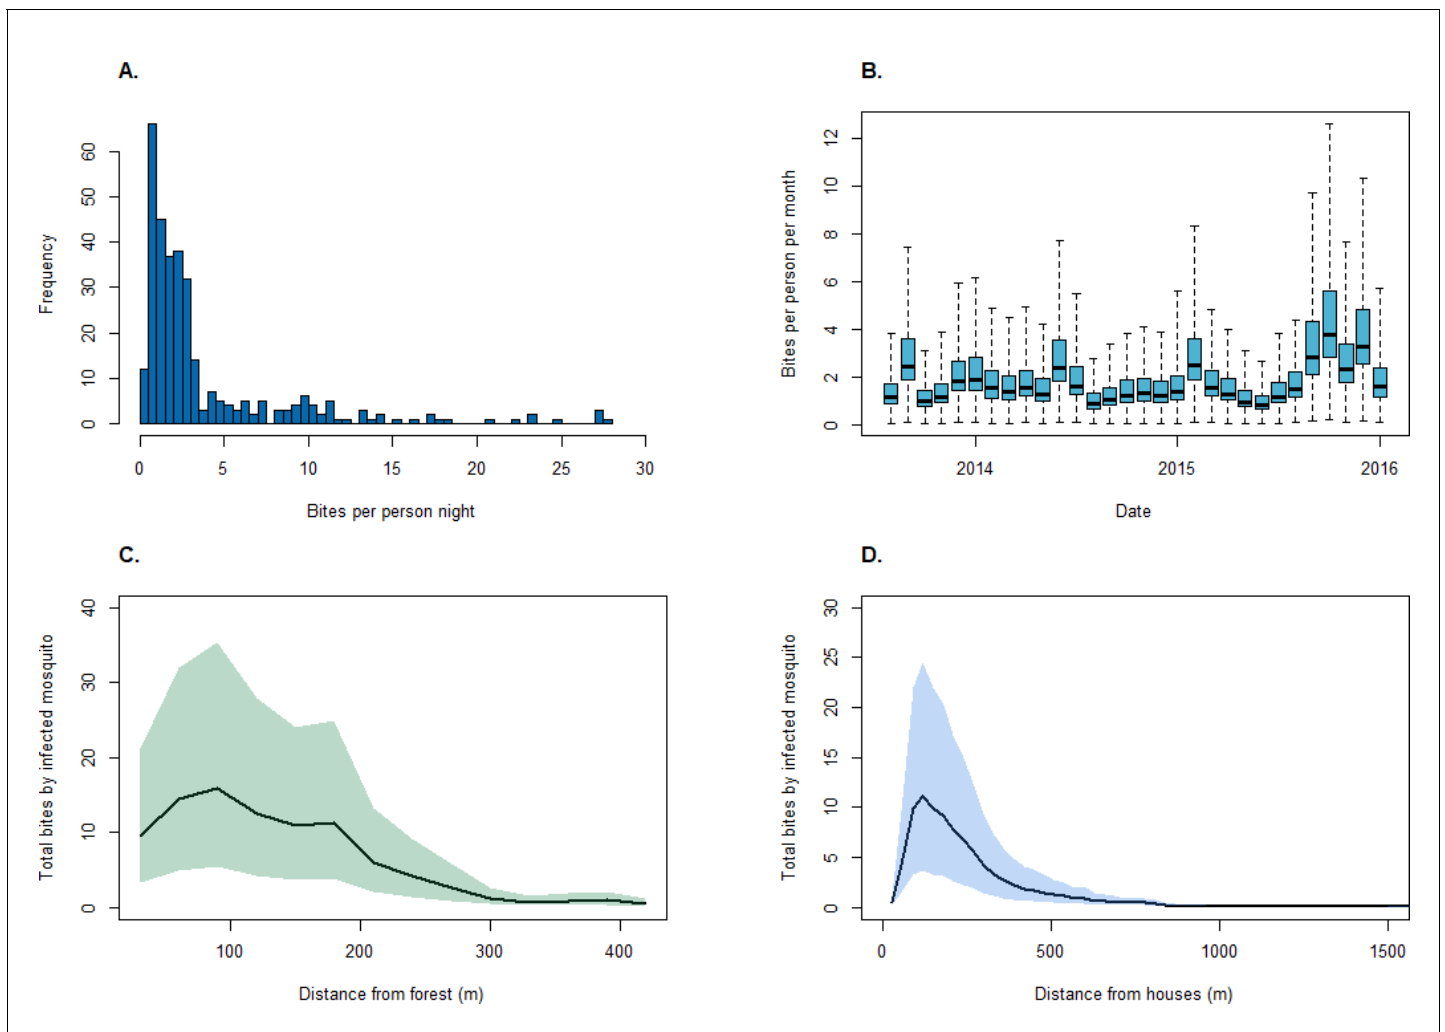 A.
60
50
40
30
20
10
0
Frequency
0 5 10 15 20 25 30
Bites per person night
B.
12
10
8
6
4
2
0
Bites per person per month
2014 2015 2016
Date
C.
40
30
20
10
0
Total bites by infected mosquito
100 200 300 400
Distance from forest (m)
D.
30
25
20
15
10
5
0
Total bites by infected mosquito
0 500 1000 1500
Distance from houses (m)